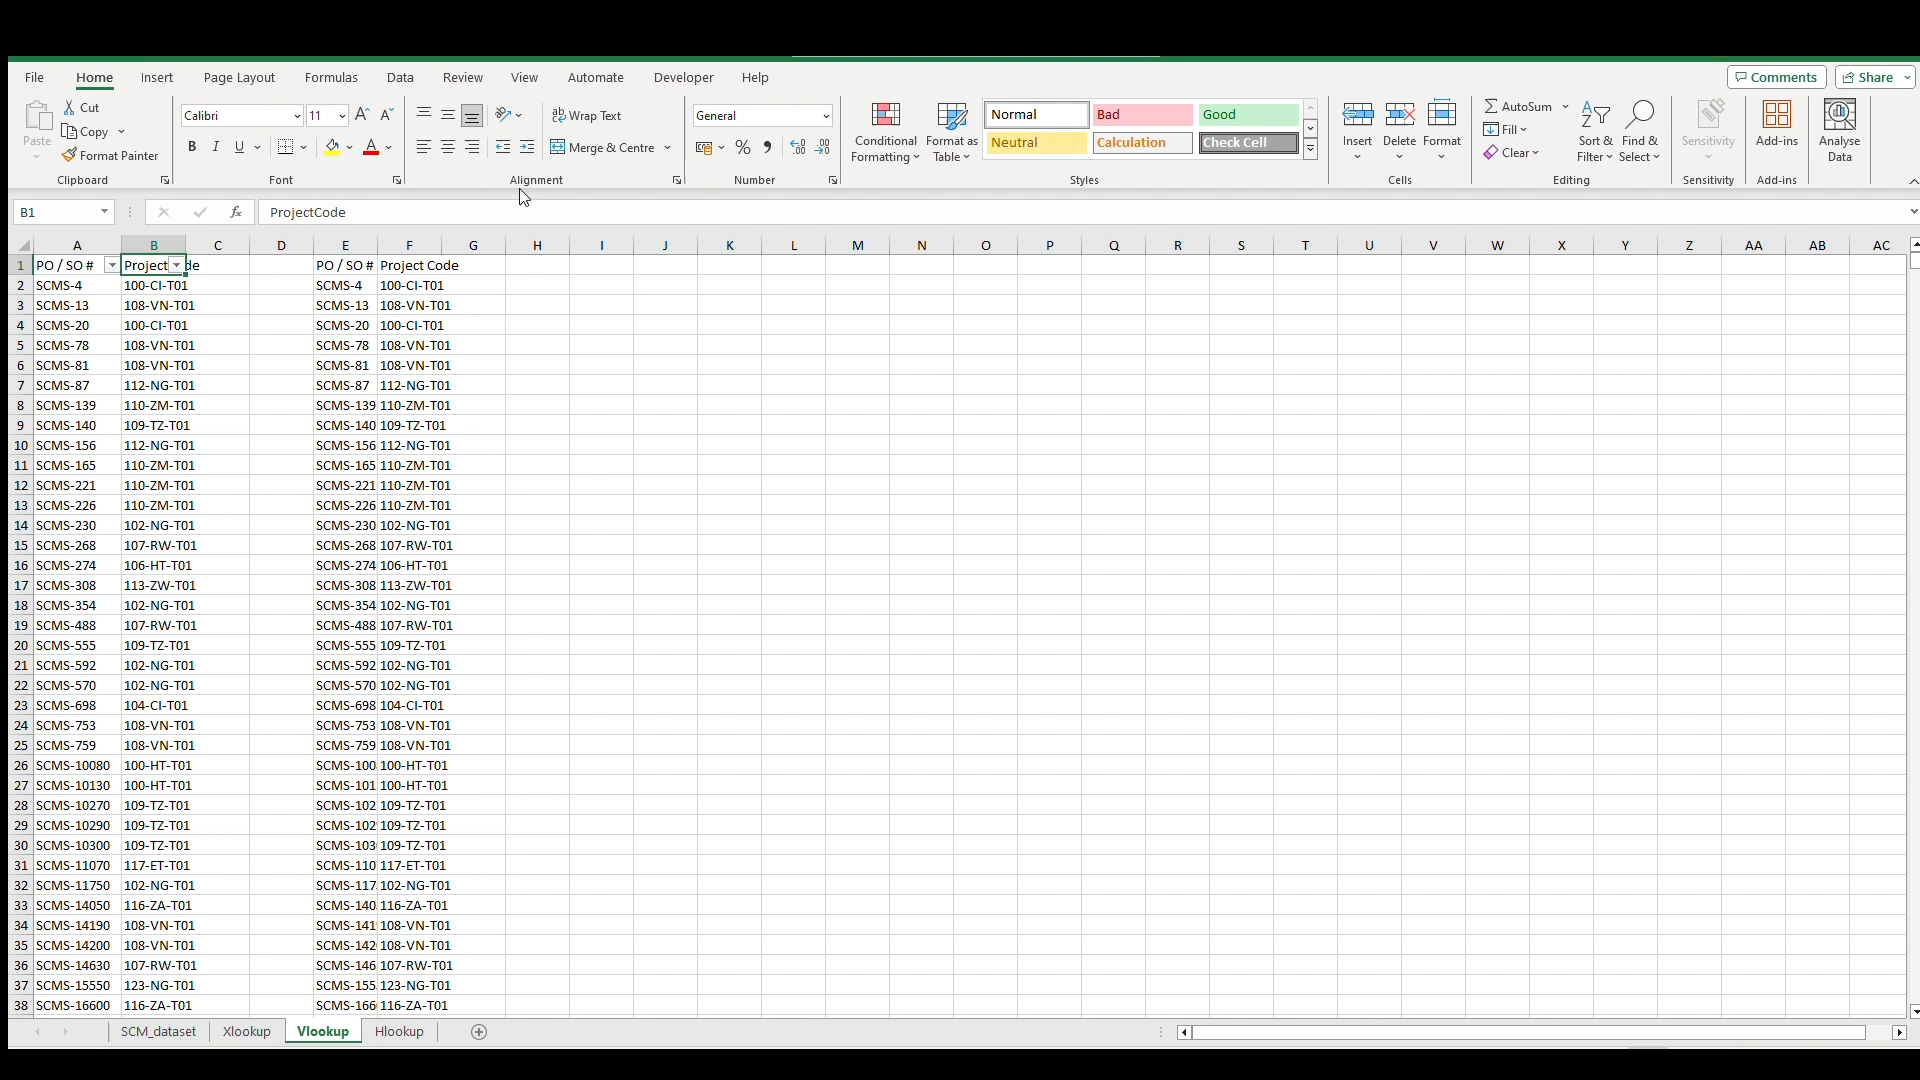 File Home Insert Page Layout Formulas Data Review View Automate Developer Help Comments Share
Cut
Copy
Format Painter
Paste
Clipboard
Calibri 11
B I U
Font
Wrap Text
Merge & Centre
Alignment
General
Number
Conditional Formatting
Format as Table
Normal Bad Good
Neutral Calculation Check Cell
Styles
Insert Delete Format
Cells
AutoSum
Fill
Clear
Sort & Filter
Find & Select
Editing
Sensitivity
Sensitivity
Add-ins
Add-ins
Analyse Data
B1 fx ProjectCode
A B C D E F G H I J K L M N O P Q R S T U V W X Y Z AA AB AC
1 PO / SO # Project de PO / SO # Project Code
2 SCMS-4 100-CI-T01 SCMS-4 100-CI-T01
3 SCMS-13 108-VN-T01 SCMS-13 108-VN-T01
4 SCMS-20 100-CI-T01 SCMS-20 100-CI-T01
5 SCMS-78 108-VN-T01 SCMS-78 108-VN-T01
6 SCMS-81 108-VN-T01 SCMS-81 108-VN-T01
7 SCMS-87 112-NG-T01 SCMS-87 112-NG-T01
8 SCMS-139 110-ZM-T01 SCMS-139 110-ZM-T01
9 SCMS-140 109-TZ-T01 SCMS-140 109-TZ-T01
10 SCMS-156 112-NG-T01 SCMS-156 112-NG-T01
11 SCMS-165 110-ZM-T01 SCMS-165 110-ZM-T01
12 SCMS-221 110-ZM-T01 SCMS-221 110-ZM-T01
13 SCMS-226 110-ZM-T01 SCMS-226 110-ZM-T01
14 SCMS-230 102-NG-T01 SCMS-230 102-NG-T01
15 SCMS-268 107-RW-T01 SCMS-268 107-RW-T01
16 SCMS-274 106-HT-T01 SCMS-274 106-HT-T01
17 SCMS-308 113-ZW-T01 SCMS-308 113-ZW-T01
18 SCMS-354 102-NG-T01 SCMS-354 102-NG-T01
19 SCMS-488 107-RW-T01 SCMS-488 107-RW-T01
20 SCMS-555 109-TZ-T01 SCMS-555 109-TZ-T01
21 SCMS-592 102-NG-T01 SCMS-592 102-NG-T01
22 SCMS-570 102-NG-T01 SCMS-570 102-NG-T01
23 SCMS-698 104-CI-T01 SCMS-698 104-CI-T01
24 SCMS-753 108-VN-T01 SCMS-753 108-VN-T01
25 SCMS-759 108-VN-T01 SCMS-759 108-VN-T01
26 SCMS-10080 100-HT-T01 SCMS-100 100-HT-T01
27 SCMS-10130 100-HT-T01 SCMS-101 100-HT-T01
28 SCMS-10270 109-TZ-T01 SCMS-102 109-TZ-T01
29 SCMS-10290 109-TZ-T01 SCMS-102 109-TZ-T01
30 SCMS-10300 109-TZ-T01 SCMS-103 109-TZ-T01
31 SCMS-11070 117-ET-T01 SCMS-110 117-ET-T01
32 SCMS-11750 102-NG-T01 SCMS-117 102-NG-T01
33 SCMS-14050 116-ZA-T01 SCMS-140 116-ZA-T01
34 SCMS-14190 108-VN-T01 SCMS-141 108-VN-T01
35 SCMS-14200 108-VN-T01 SCMS-142 108-VN-T01
36 SCMS-14630 107-RW-T01 SCMS-146 107-RW-T01
37 SCMS-15550 123-NG-T01 SCMS-155 123-NG-T01
38 SCMS-16600 116-ZA-T01 SCMS-166 116-ZA-T01
SCM_dataset Xlookup Vlookup Hlookup